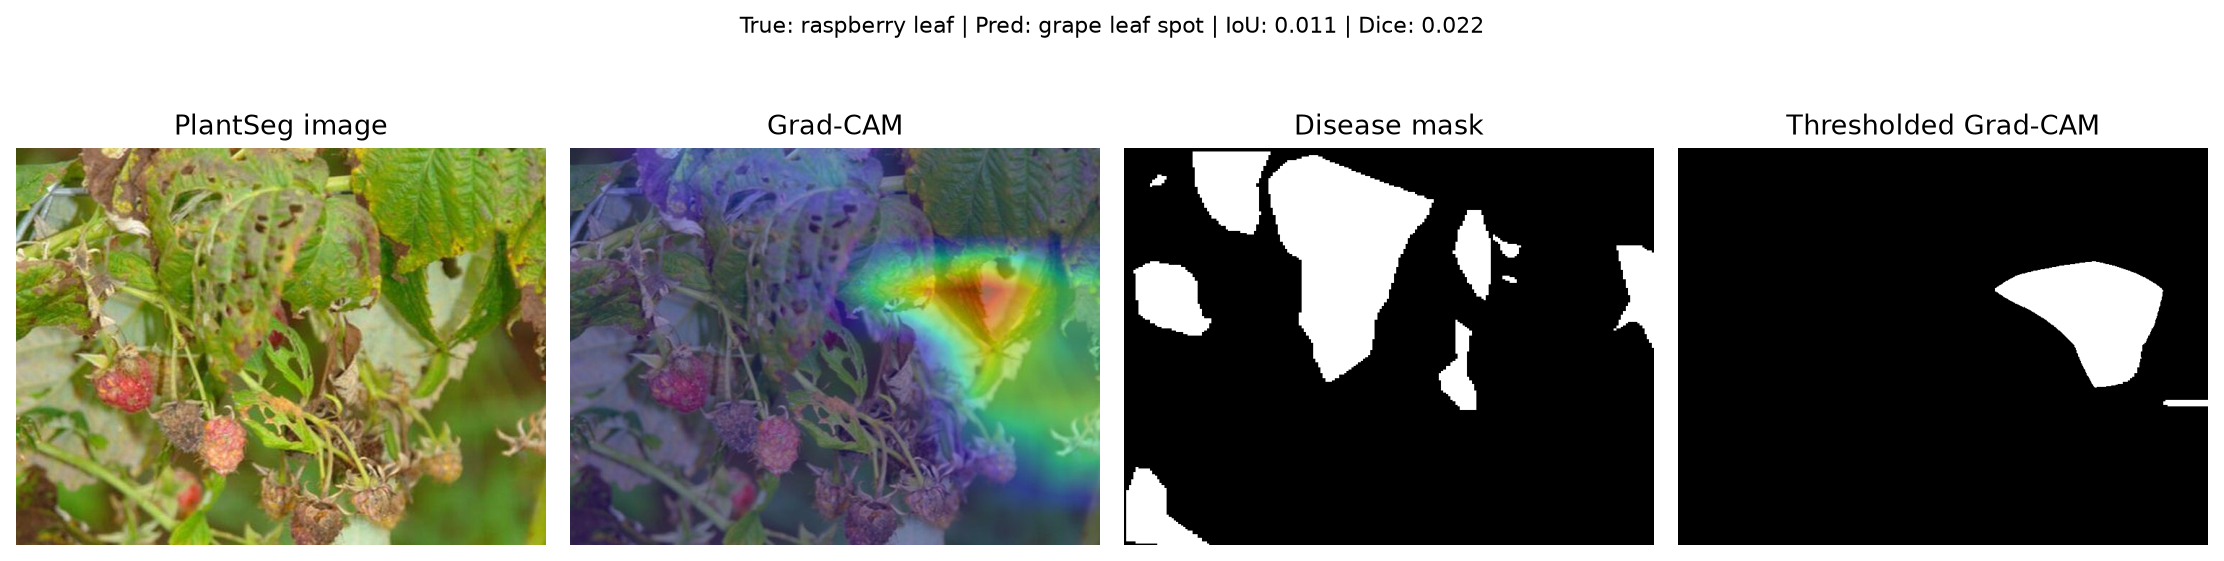 True: raspberry leaf | Pred: grape leaf spot | IoU: 0.011 | Dice: 0.022
PlantSeg image
Grad-CAM
Disease mask
Thresholded Grad-CAM